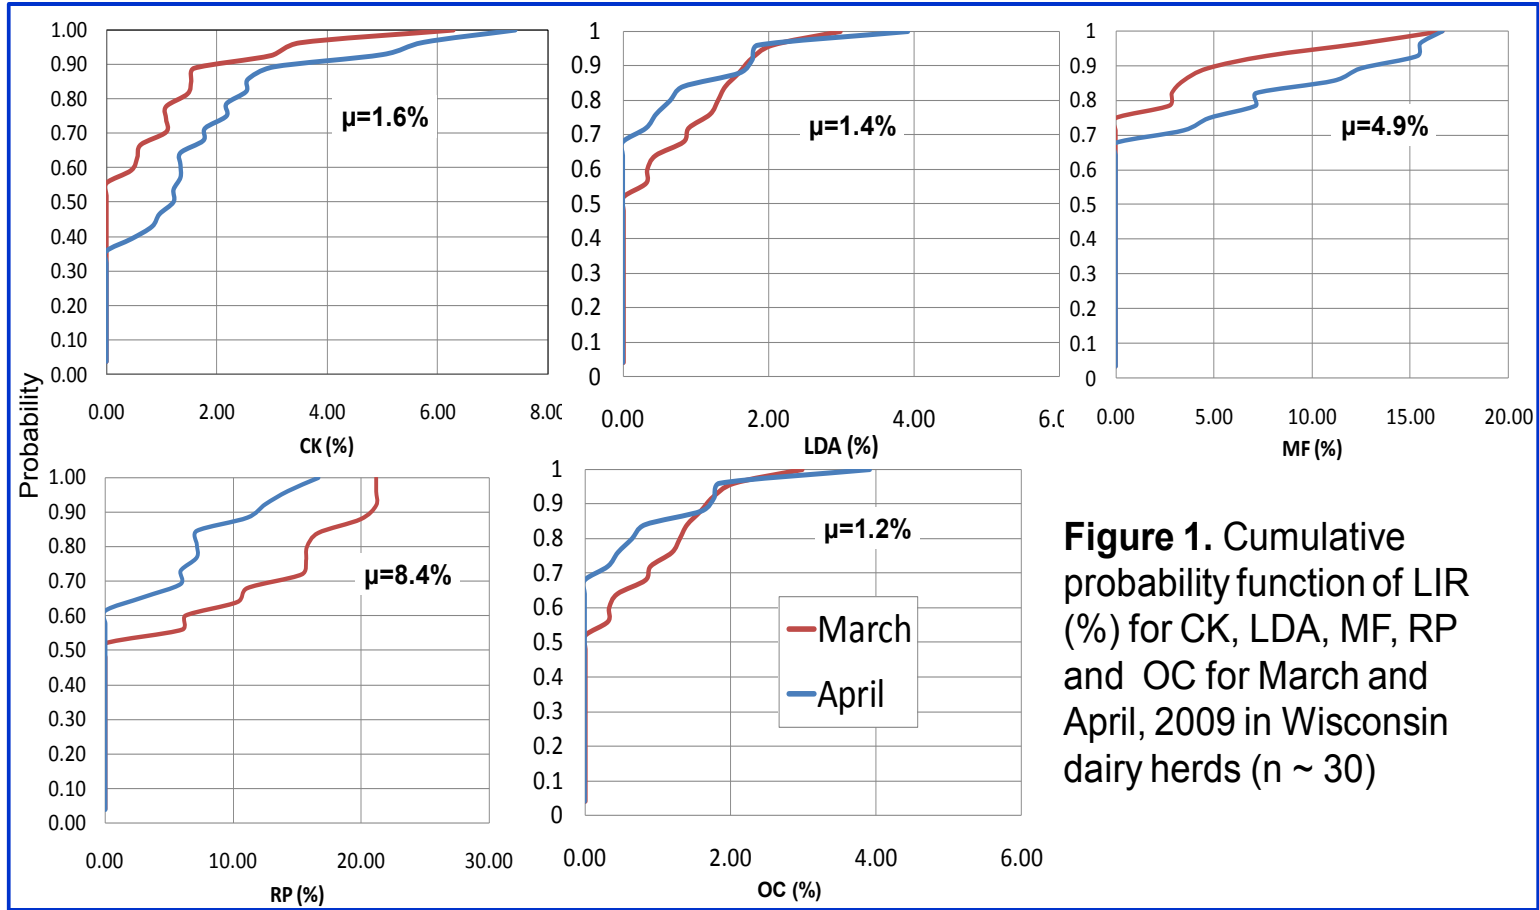 Probability
1.00
0.90
0.80
0.70
0.60
0.50
0.40
0.30
0.20
0.10
0.00
μ=1.6%
0.00 2.00 4.00 6.00 8.00
CK (%)
1
0.9
0.8
0.7
0.6
0.5
0.4
0.3
0.2
0.1
0
μ=1.4%
0.00 2.00 4.00 6.0
LDA (%)
1
0.9
0.8
0.7
0.6
0.5
0.4
0.3
0.2
0.1
0
μ=4.9%
0.00 5.00 10.00 15.00 20.00
MF (%)
1.00
0.90
0.80
0.70
0.60
0.50
0.40
0.30
0.20
0.10
0.00
μ=8.4%
0.00 10.00 20.00 30.00
RP (%)
1
0.9
0.8
0.7
0.6
0.5
0.4
0.3
0.2
0.1
0
μ=1.2%
March
April
0.00 2.00 4.00 6.00
OC (%)
Figure 1. Cumulative
probability function of LIR
(%) for CK, LDA, MF, RP
and OC for March and
April, 2009 in Wisconsin
dairy herds (n ~ 30)